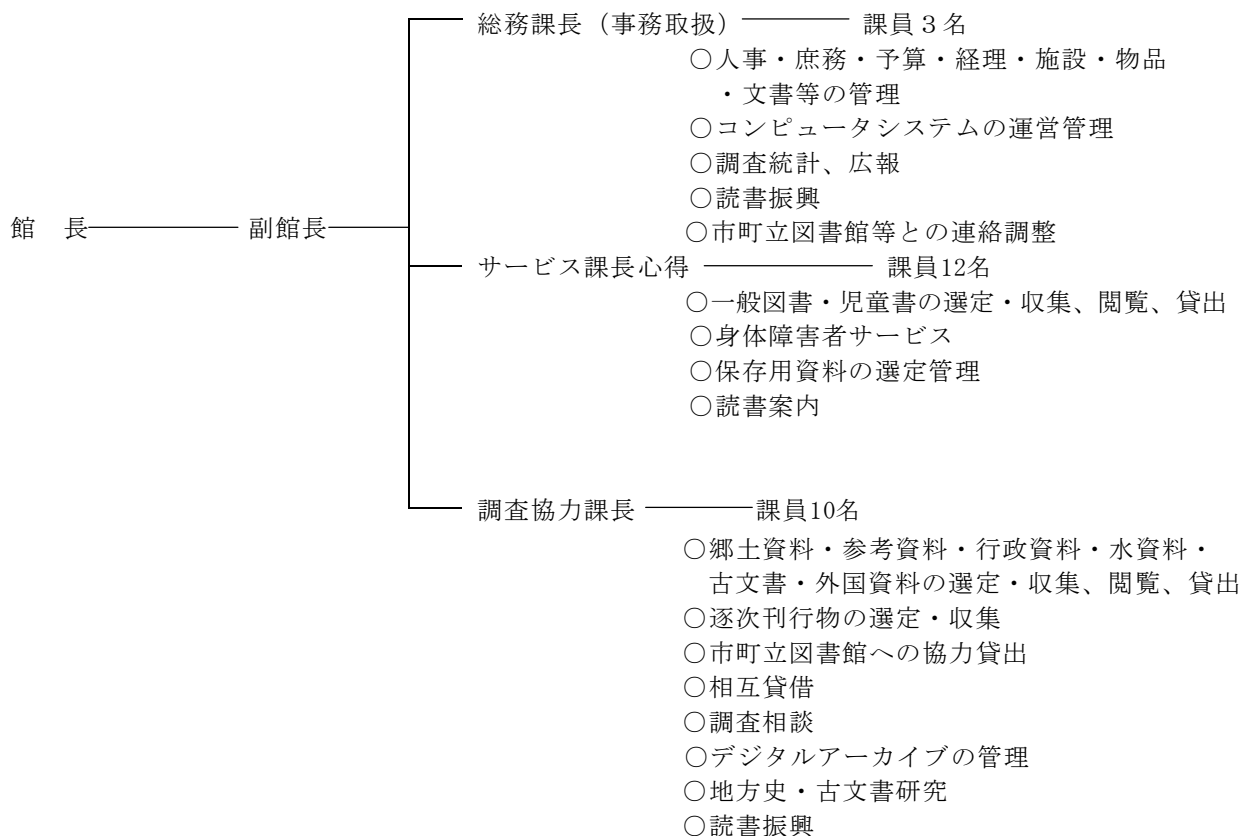 総務課長（事務取扱） 課員３名
○人事・庶務・予算・経理・施設・物品
・文書等の管理
○コンピュータシステムの運営管理
○調査統計、広報
○読書振興
館　長 副館長
○市町立図書館等との連絡調整
サービス課長心得 課員12名
○一般図書・児童書の選定・収集、閲覧、貸出
○身体障害者サービス
○保存用資料の選定管理
○読書案内
調査協力課長 課員10名
○郷土資料・参考資料・行政資料・水資料・
古文書・外国資料の選定・収集、閲覧、貸出
○逐次刊行物の選定・収集
○市町立図書館への協力貸出
○相互貸借
○調査相談
○デジタルアーカイブの管理
○地方史・古文書研究
○読書振興